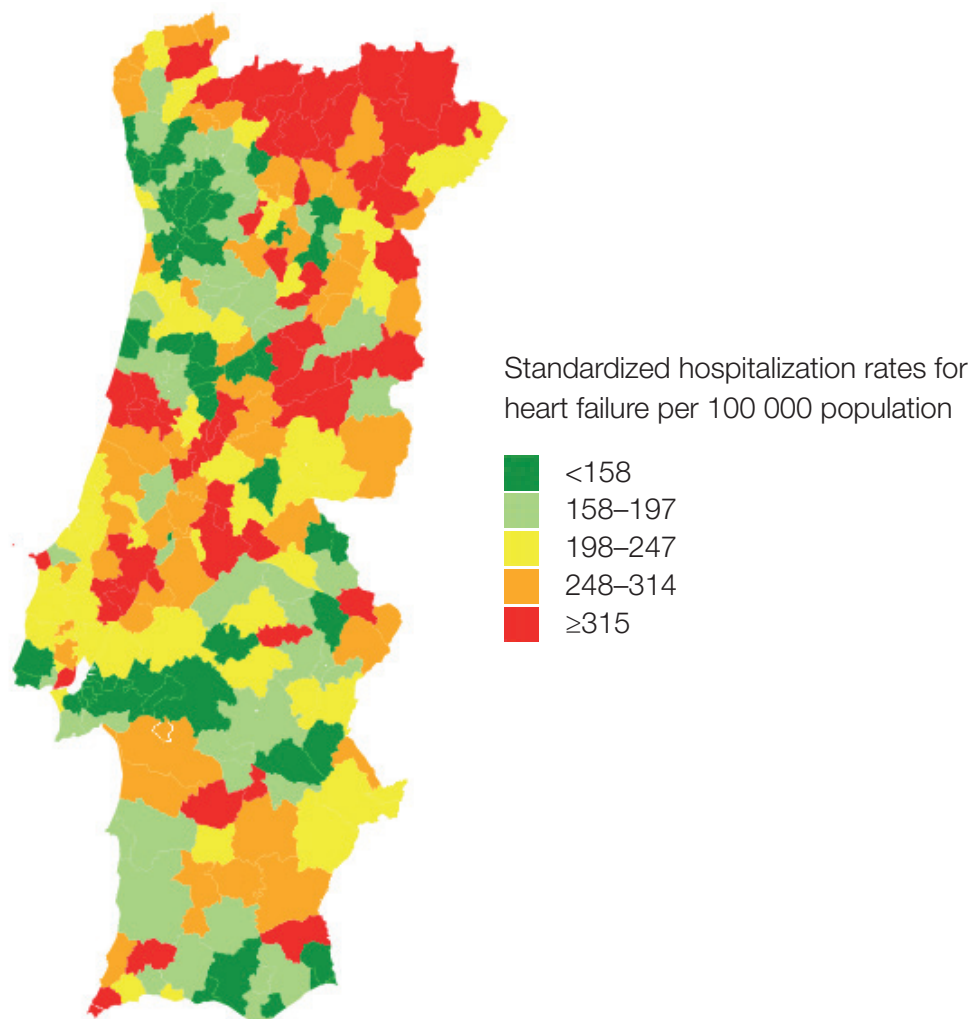 Standardized hospitalization rates for
heart failure per 100 000 population
<158
158–197
198–247
248–314
≥315